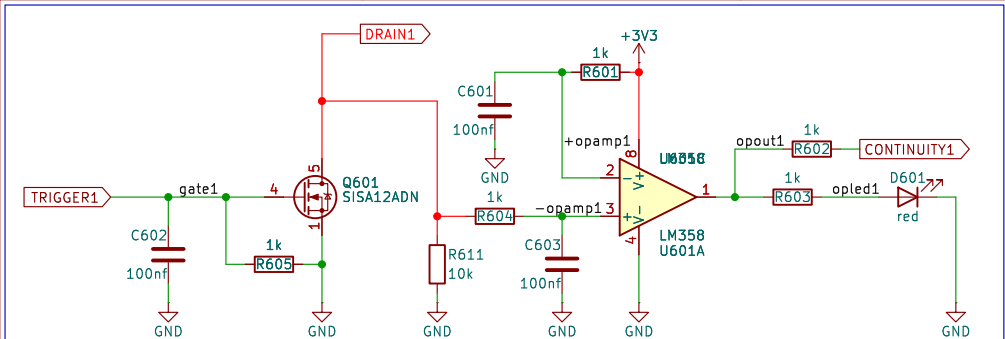 DRAIN1
+3V3
1k
R601
C601
100nf
GND
+opamp1
8
2
V+
LM358
opout1
1k
R602
CONTINUITY1
5
Q601
SISA12ADN
TRIGGER1
gate1
4
1
1k
R604
-opamp1
3
V-
4
1
1k
R603
opled1
D601
red
C602
100nf
1k
R605
R611
10k
C603
100nf
LM358
U601A
GND
GND
GND
GND
GND
GND